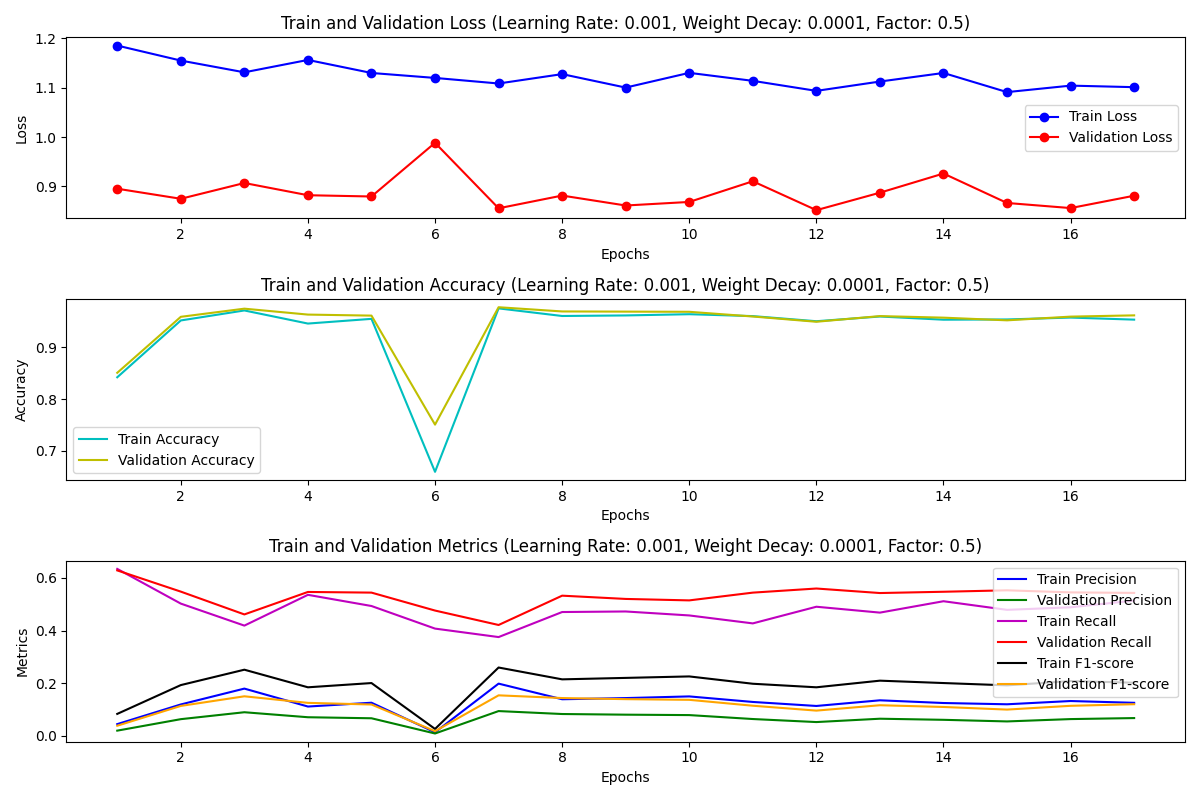 Train and Validation Loss (Learning Rate: 0.001, Weight Decay: 0.0001, Factor: 0.5)
1.2
1.1
1.0
0.9
Loss
Train Loss
Validation Loss
2 4 6 8 10 12 14 16
Epochs
Train and Validation Accuracy (Learning Rate: 0.001, Weight Decay: 0.0001, Factor: 0.5)
0.9
0.8
0.7
Accuracy
Train Accuracy
Validation Accuracy
2 4 6 8 10 12 14 16
Epochs
Train and Validation Metrics (Learning Rate: 0.001, Weight Decay: 0.0001, Factor: 0.5)
0.6
0.4
0.2
0.0
Metrics
Train Precision
Validation Precision
Train Recall
Validation Recall
Train F1-score
Validation F1-score
2 4 6 8 10 12 14 16
Epochs